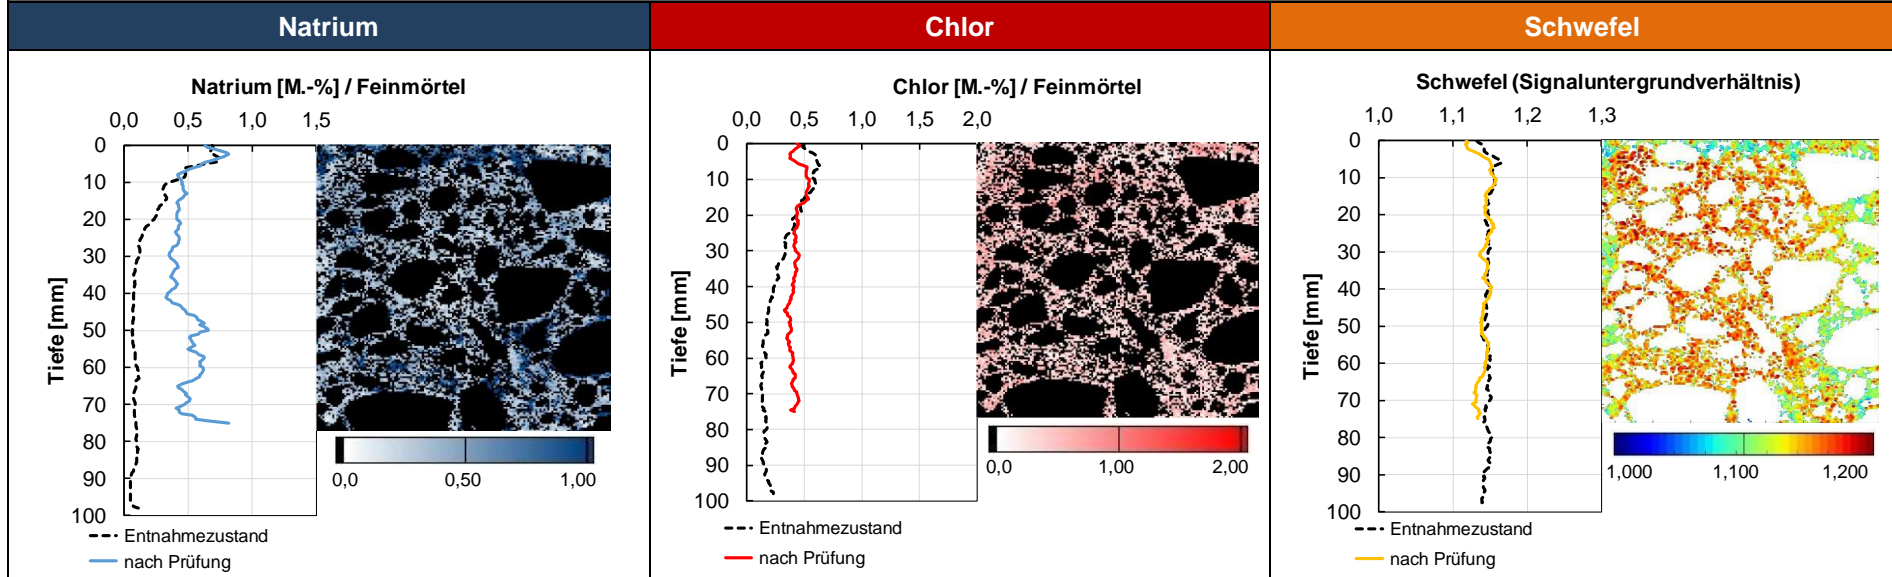 Natrium
Natrium [M.-%] / Feinmörtel
0,0 0,5 1,0 1,5
0
10
20
30
40
50
60
70
80
90
100
Tiefe [mm]
0,0 0,50 1,00
Entnahmezustand
nach Prüfung
Chlor
Chlor [M.-%] / Feinmörtel
0,0 0,5 1,0 1,5 2,0
0
10
20
30
40
50
60
70
80
90
100
Tiefe [mm]
0,0 1,00 2,00
Entnahmezustand
nach Prüfung
Schwefel
Schwefel (Signaluntergrundverhältnis)
1,0 1,1 1,2 1,3
0
10
20
30
40
50
60
70
80
90
100
Tiefe [mm]
1,000 1,100 1,200
Entnahmezustand
nach Prüfung